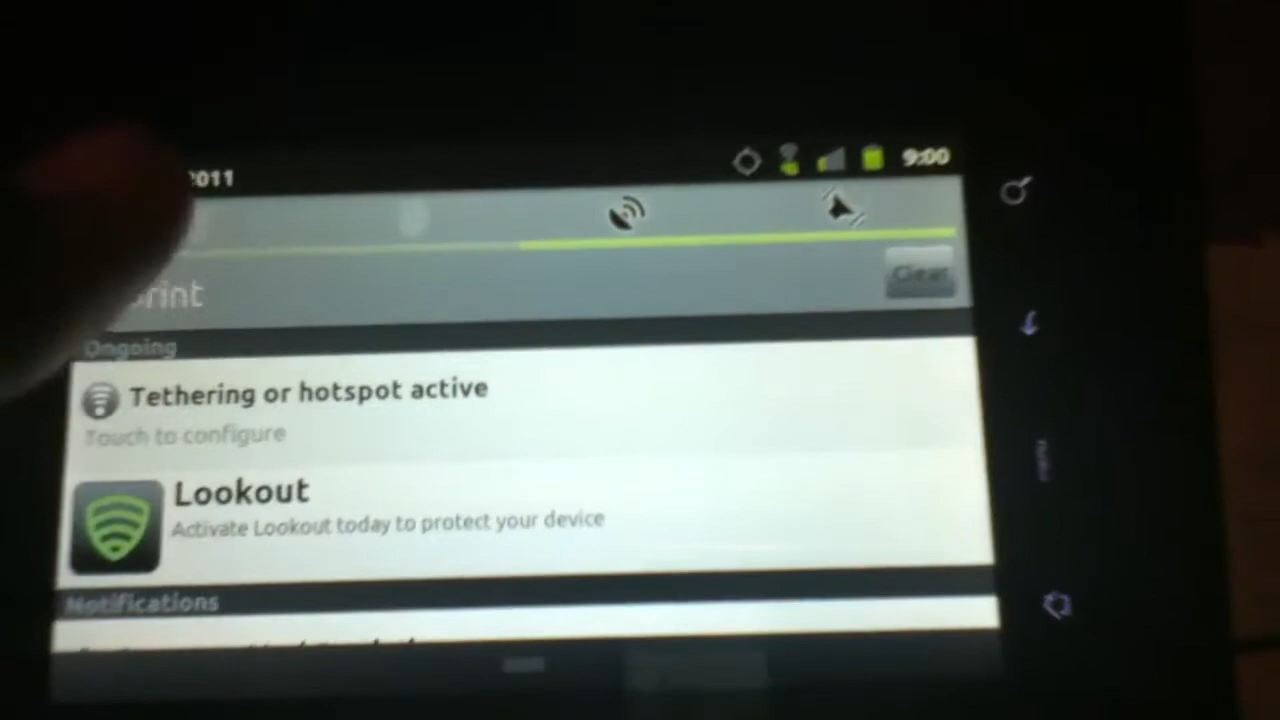 2011 9:00
Clear
Ongoing
Tethering or hotspot active
Touch to configure
Lookout
Activate Lookout today to protect your device
Notifications